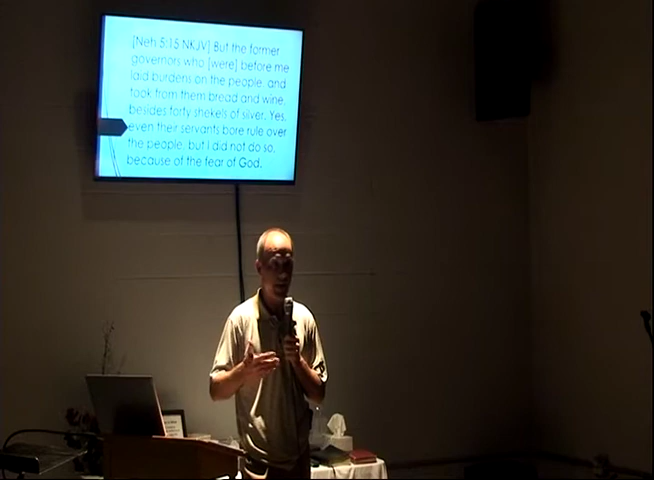 [Neh 5:15 NKJV] But the former
governors who [were] before me
laid burdens on the people, and
took from them bread and wine,
besides forty shekels of silver. Yes,
even their servants bore rule over
the people, but I did not do so,
because of the fear of God.